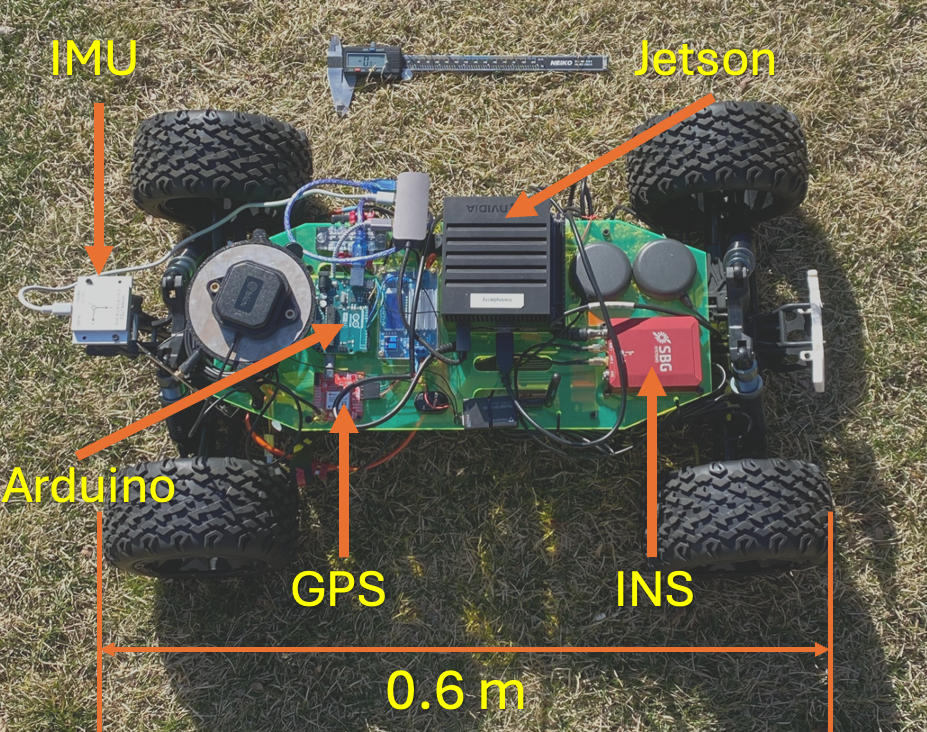 IMU
Jetson
NEIKO
NVIDIA
SBG
Arduino
GPS
INS
0.6 m